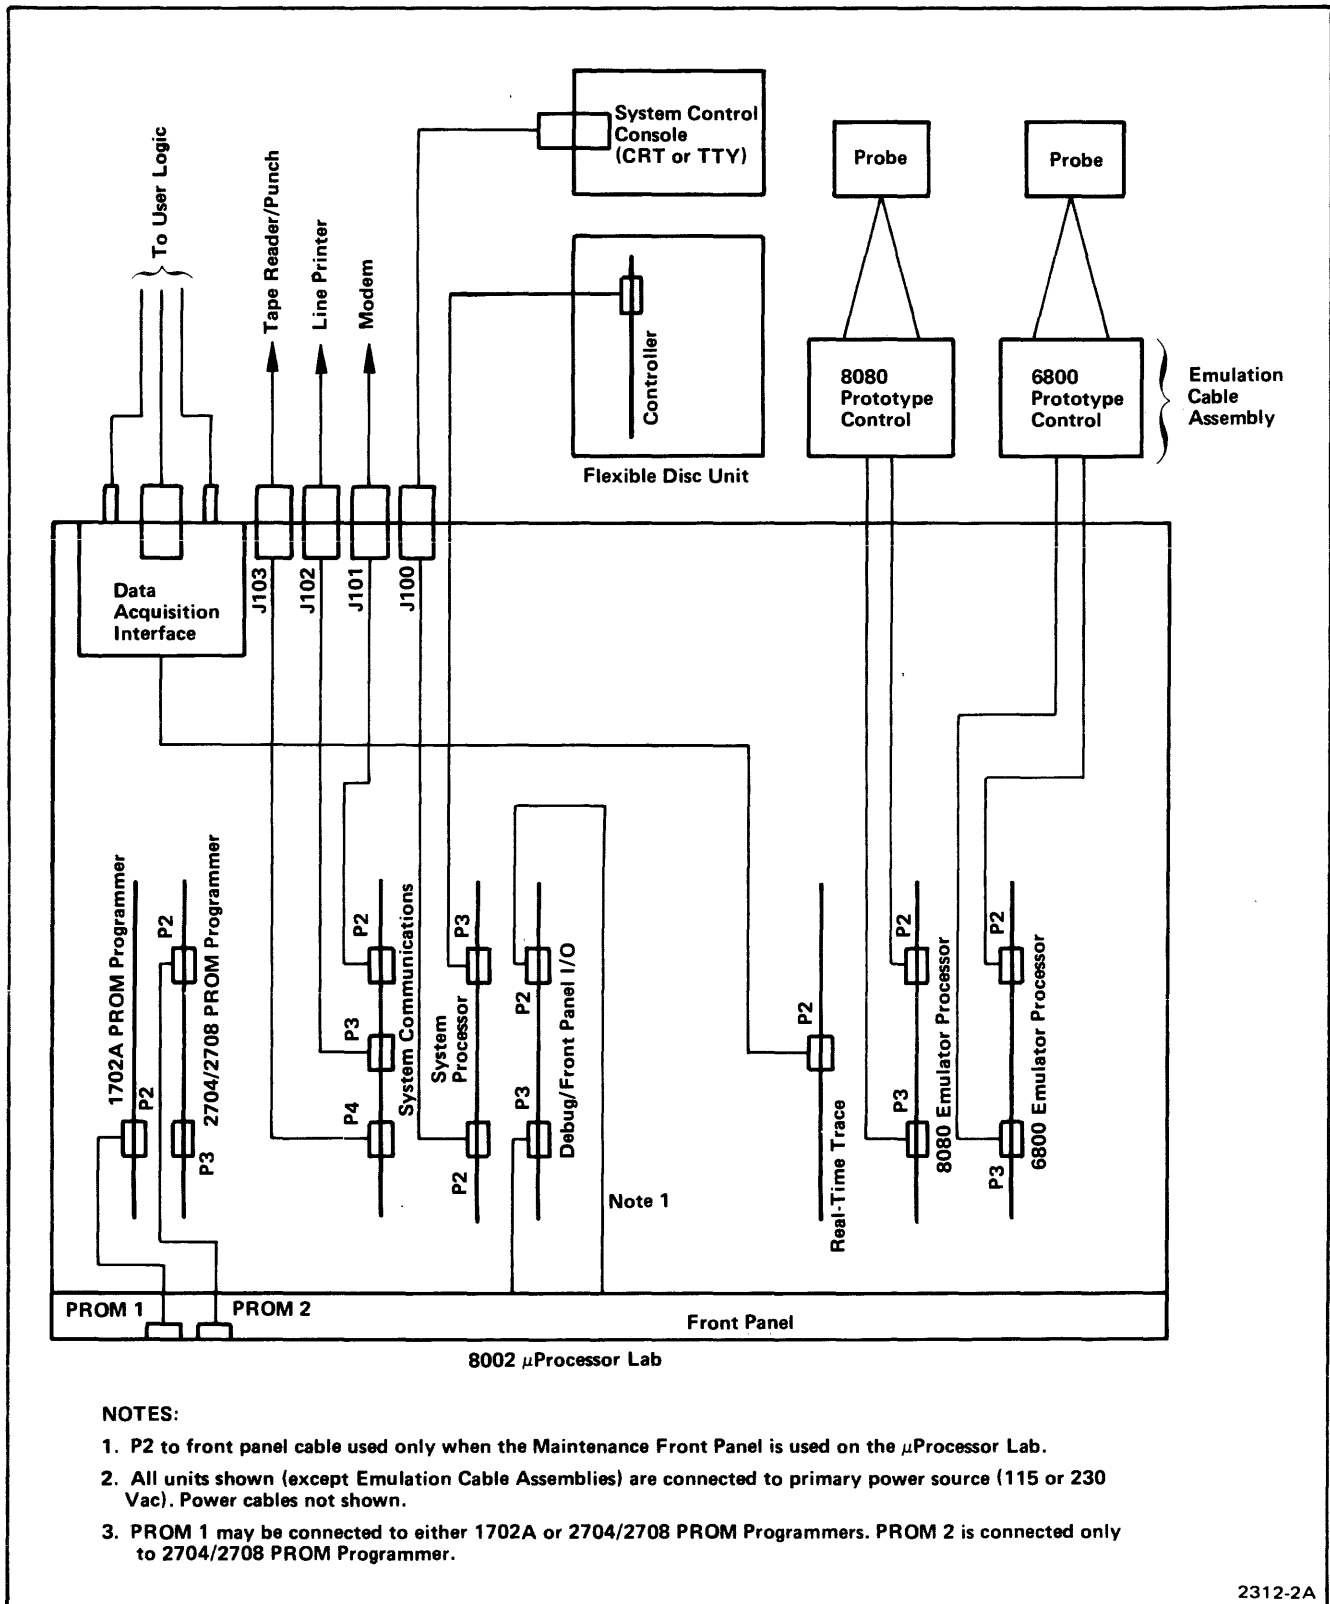 System Control
Console
(CRT or TTY)
Probe
Probe
To User Logic
Tape Reader/Punch
Line Printer
Modem
Controller
Flexible Disc Unit
8080
Prototype
Control
6800
Prototype
Control
Emulation
Cable
Assembly
Data
Acquisition
Interface
J103
J102
J101
J100
1702A PROM Programmer
P2
P2
P3
2704/2708 PROM Programmer
P2
P3
P4
System Communications
P3
System
Processor
P2
P2
P3
Debug/Front Panel I/O
Note 1
P2
Real-Time Trace
P2
P3
8080 Emulator Processor
P2
P3
6800 Emulator Processor
PROM 1
PROM 2
Front Panel
8002 μProcessor Lab
NOTES:
1. P2 to front panel cable used only when the Maintenance Front Panel is used on the μProcessor Lab.
2. All units shown (except Emulation Cable Assemblies) are connected to primary power source (115 or 230
Vac). Power cables not shown.
3. PROM 1 may be connected to either 1702A or 2704/2708 PROM Programmers. PROM 2 is connected only
to 2704/2708 PROM Programmer.
2312-2A